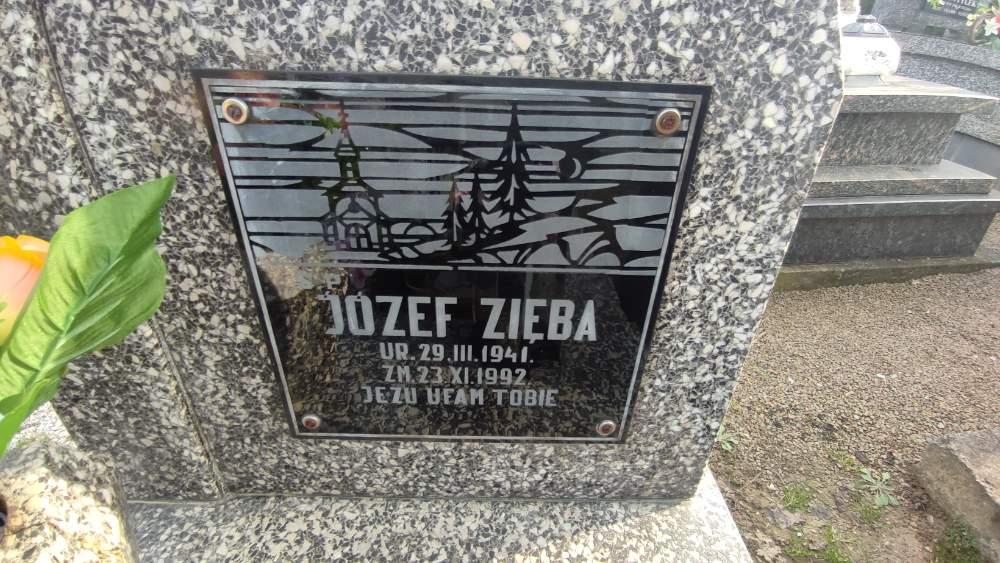 JÓZEF ZIĘBA
UR. 29.III.1941.
ZM. 23.XI.1992.
JEZU UFAM TOBIE